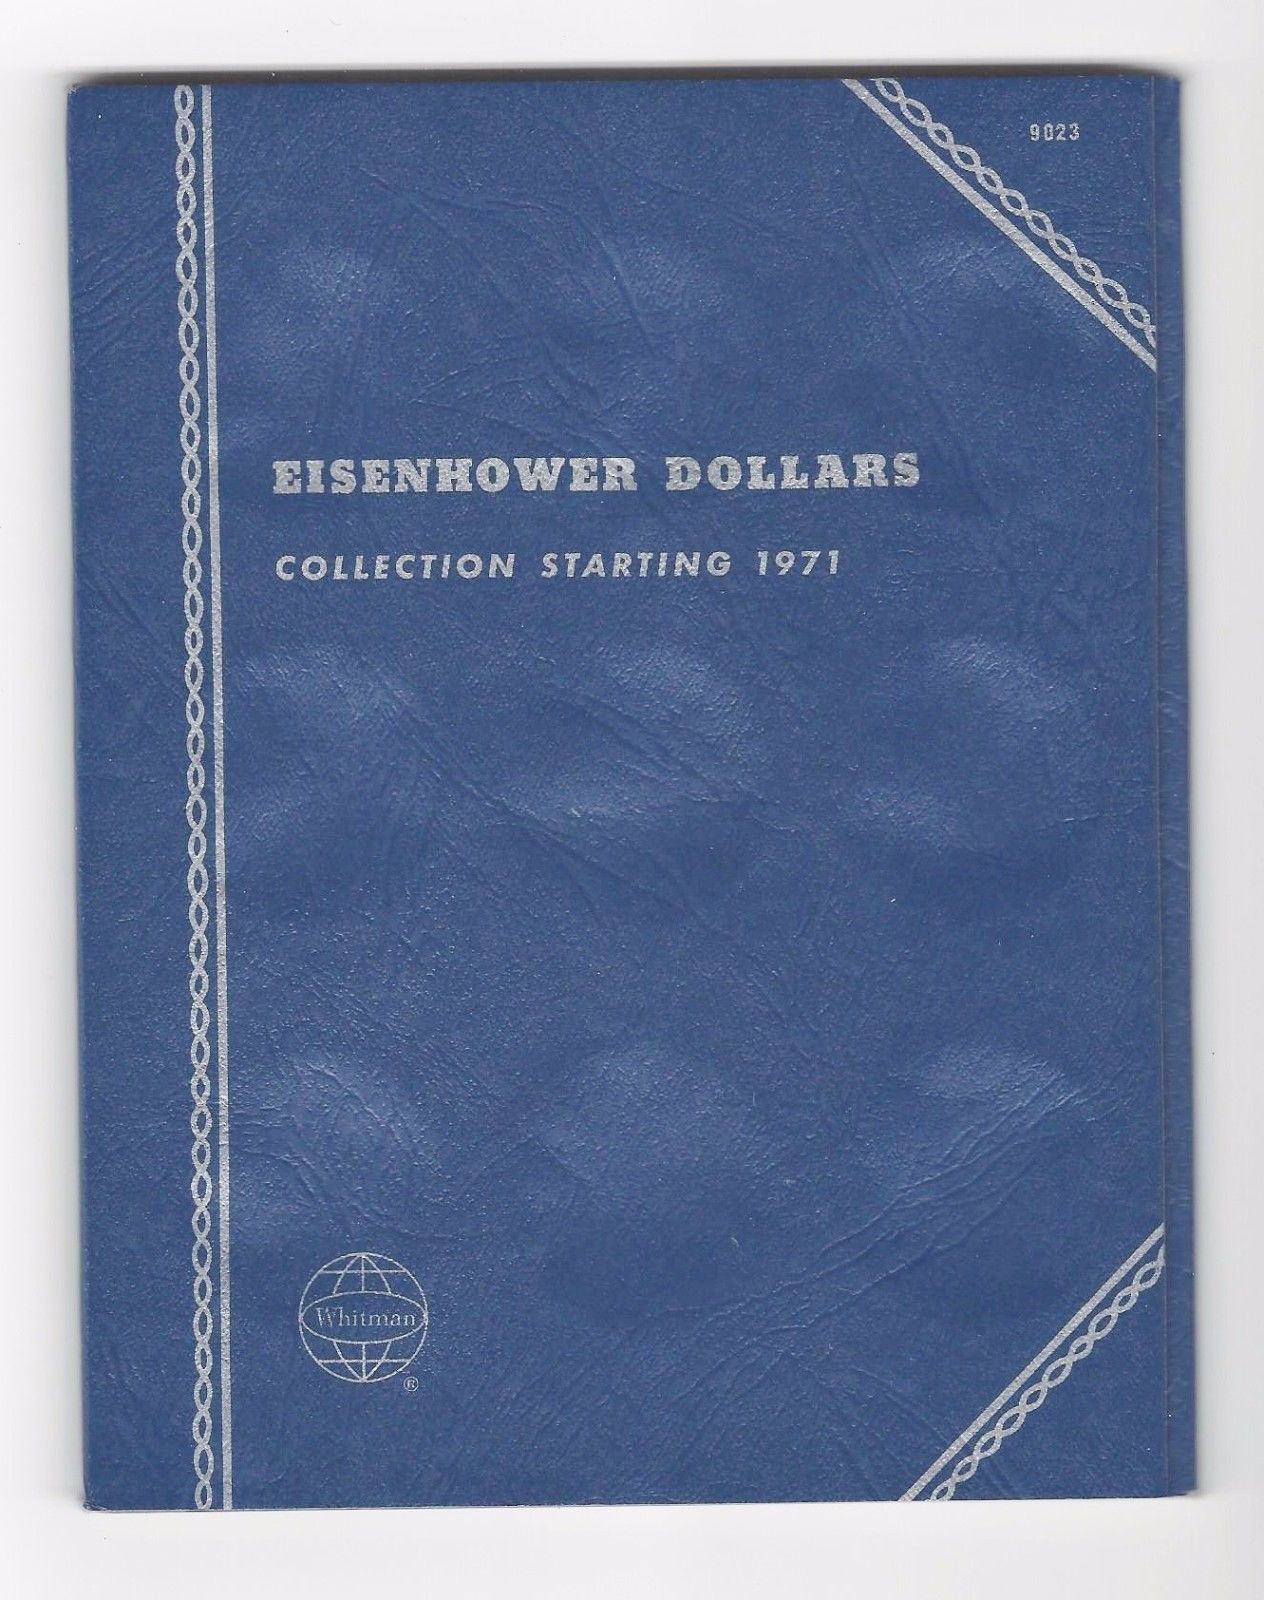 9023
EISENHOWER DOLLARS
COLLECTION STARTING 1971
Whitman
®